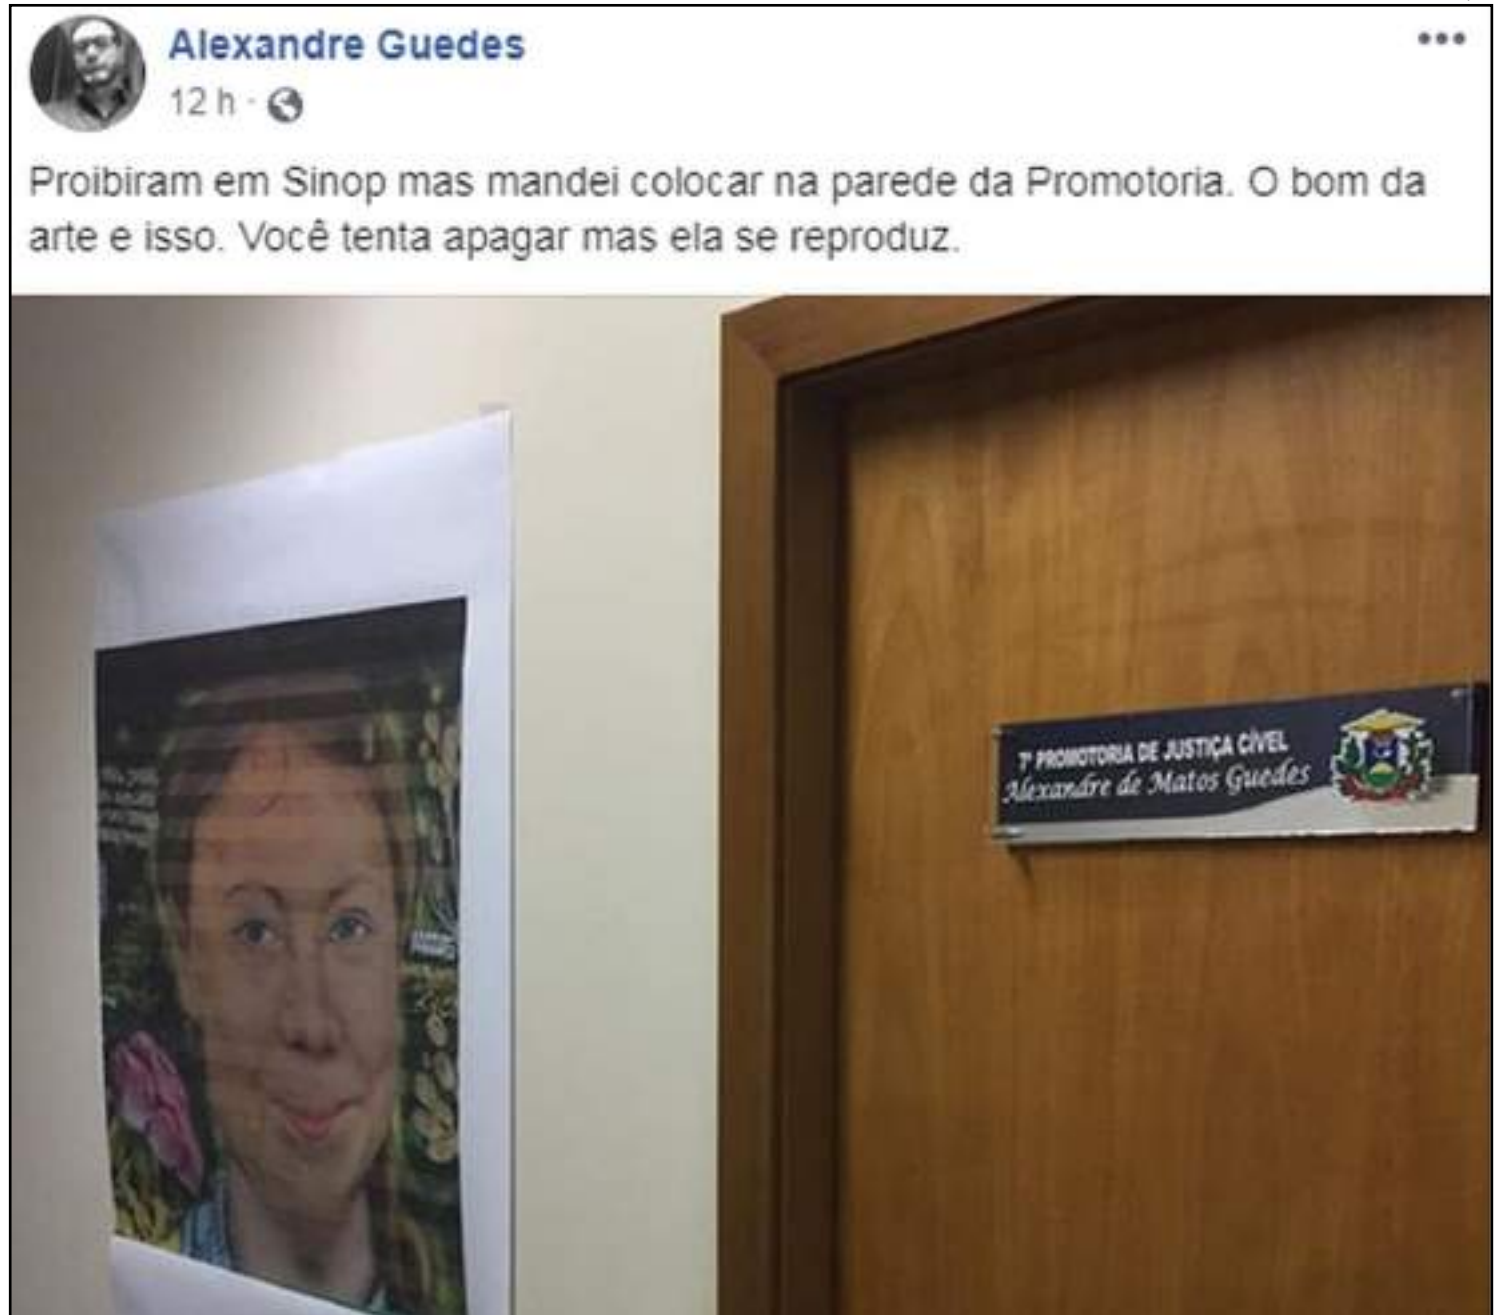 Alexandre Guedes
12 h ·
Proibiram em Sinop mas mandei colocar na parede da Promotoria. O bom da
arte e isso. Você tenta apagar mas ela se reproduz.
7ª PROMOTORIA DE JUSTIÇA CÍVEL
Alexandre de Matos Guedes